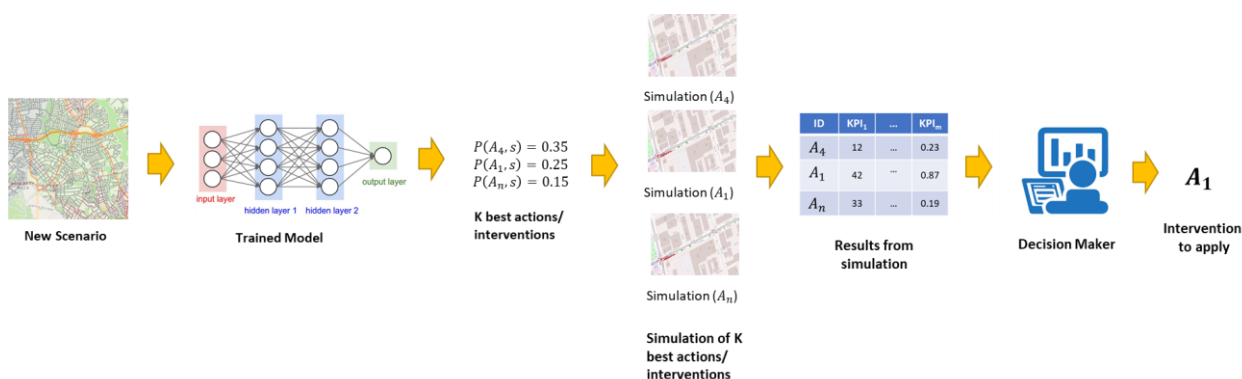 New Scenario
input layer
hidden layer 1
hidden layer 2
output layer
Trained Model
P(A₄, s) = 0.35
P(A₁, s) = 0.25
P(Aₙ, s) = 0.15
K best actions/
interventions
Simulation (A₄)
Simulation (A₁)
Simulation (Aₙ)
Simulation of K
best actions/
interventions
ID KPI₁ ... KPIₘ
A₄ 12 ... 0.23
A₁ 42 ... 0.87
Aₙ 33 ... 0.19
Results from
simulation
Decision Maker
A₁
Intervention
to apply